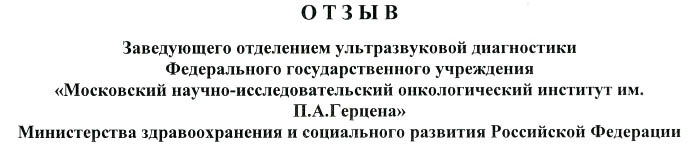 О Т З Ы В
Заведующего отделением ультразвуковой диагностики
Федерального государственного учреждения
«Московский научно-исследовательский онкологический институт им.
П.А.Герцена»
Министерства здравоохранения и социального развития Российской Федерации